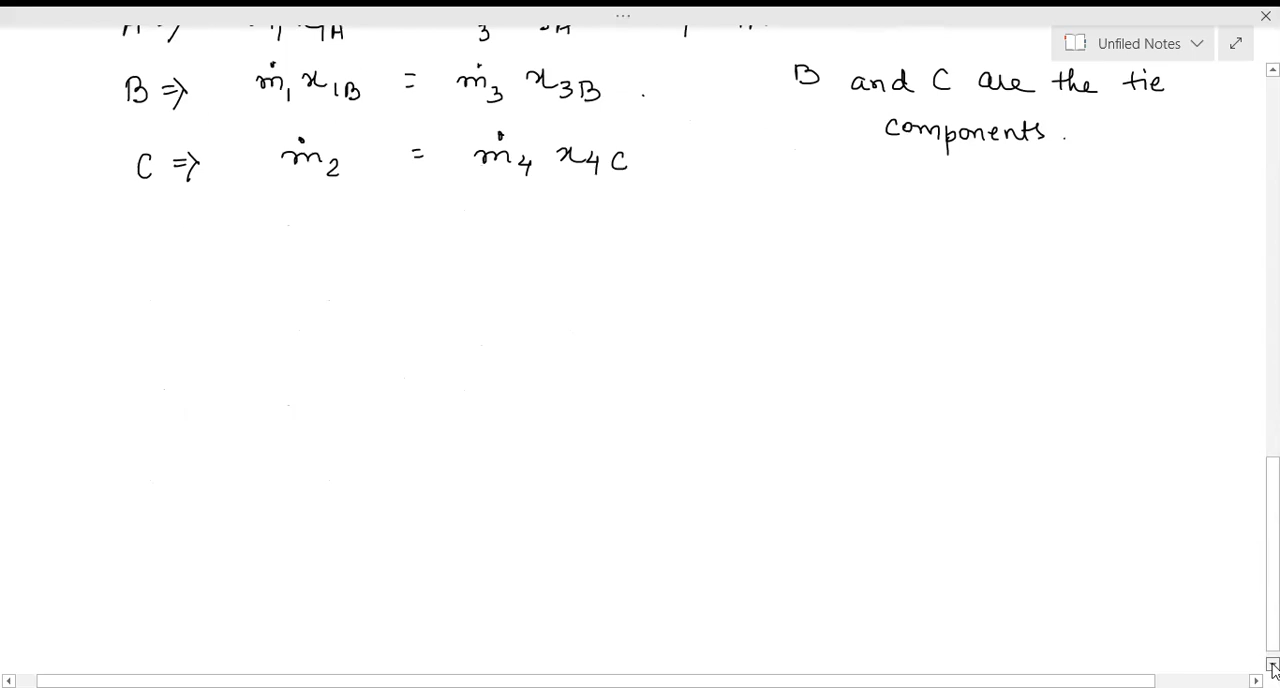 ...
Unfiled Notes
B ⇒ ṁ₁ x₁B = ṁ₃ x₃B . B and C are the tie
components .
C ⇒ ṁ₂ = ṁ₄ x₄C